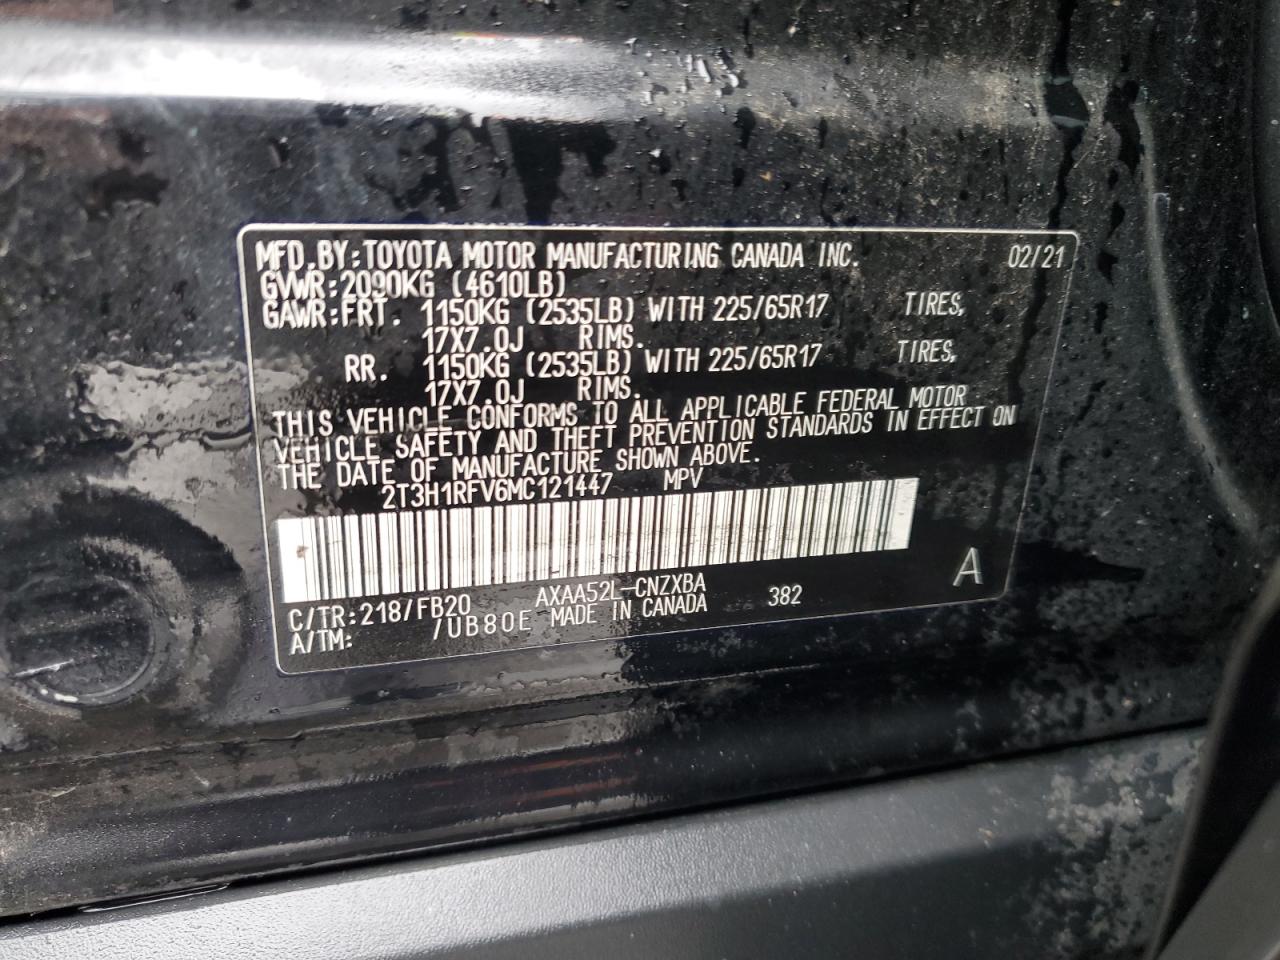 MFD.BY:TOYOTA MOTOR MANUFACTURING CANADA INC. 02/21
GVWR:2090KG (4610LB)
GAWR:FRT. 1150KG (2535LB) WITH 225/65R17 TIRES,
17X7.0J RIMS.
RR. 1150KG (2535LB) WITH 225/65R17 TIRES,
17X7.0J RIMS.
THIS VEHICLE CONFORMS TO ALL APPLICABLE FEDERAL MOTOR
VEHICLE SAFETY AND THEFT PREVENTION STANDARDS IN EFFECT ON
THE DATE OF MANUFACTURE SHOWN ABOVE.
2T3H1RFV6MC121447 MPV
A
C/TR:218/FB20 AXAA52L-CNZXBA 382
A/TM: /UB80E MADE IN CANADA